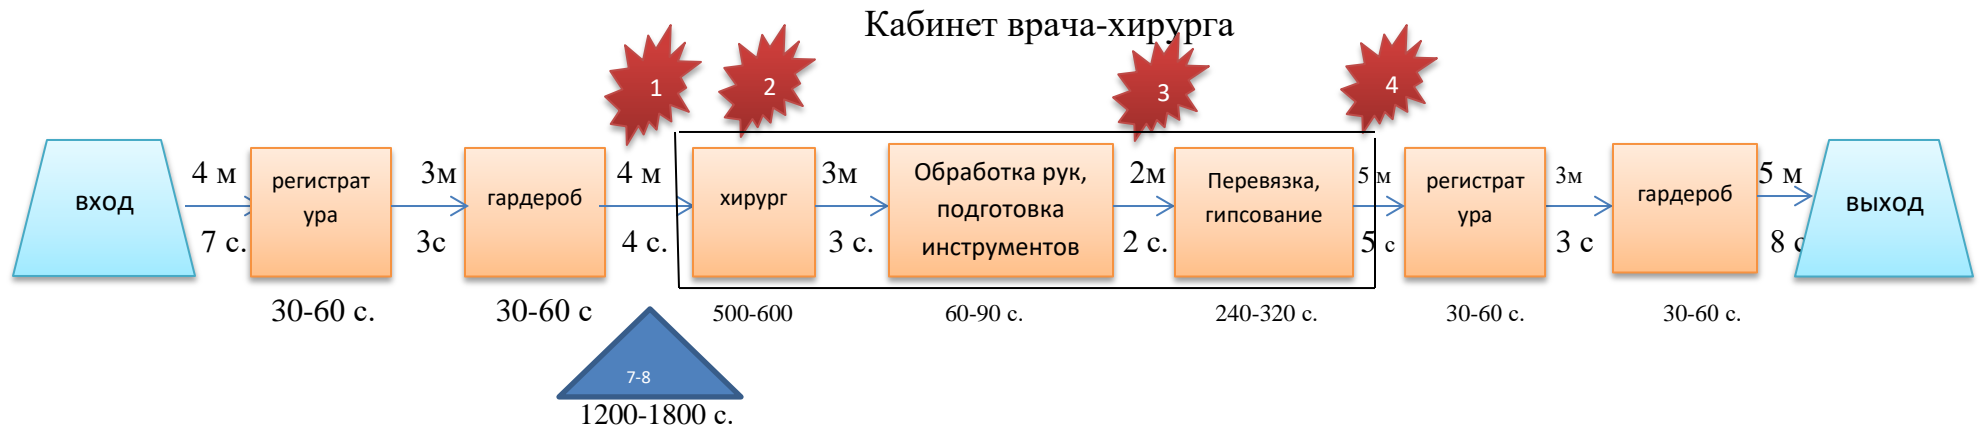 Кабинет врача-хирурга
1
2
3
4
вход
4 м
7 с.
регистрат
ура
30-60 с.
3м
3с
гардероб
30-60 с
4 м
4 с.
7-8
1200-1800 с.
хирург
500-600
3м
3 с.
Обработка рук,
подготовка
инструментов
60-90 с.
2м
2 с.
Перевязка,
гипсование
240-320 с.
5 м
5 с
регистрат
ура
30-60 с.
3м
3 с
гардероб
30-60 с.
5 м
8 с
выход